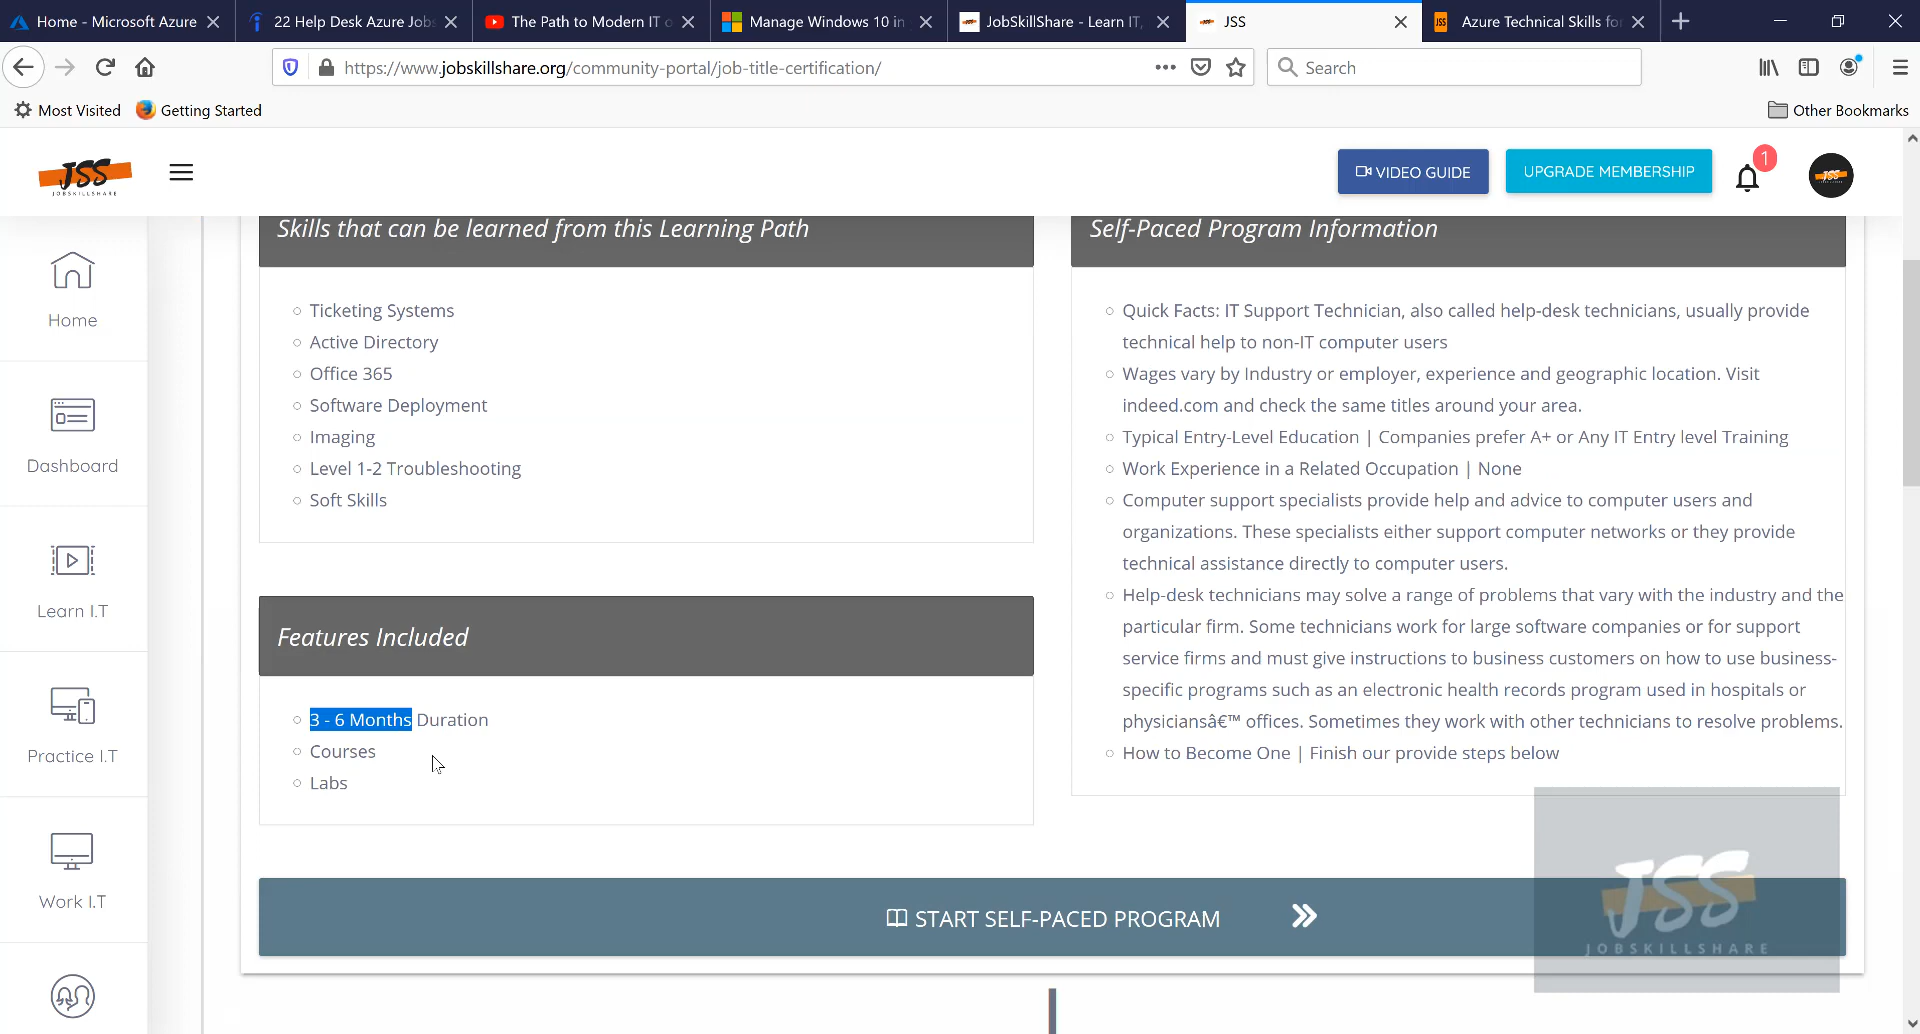 Home - Microsoft Azure
22 Help Desk Azure Jobs
The Path to Modern IT o
Manage Windows 10 in
JobSkillShare - Learn IT,
JSS
JSS
Azure Technical Skills fo
https://www.jobskillshare.org/community-portal/job-title-certification/
Search
Most Visited
Getting Started
Other Bookmarks
JSS
JOBSKILLSHARE
VIDEO GUIDE
UPGRADE MEMBERSHIP
1
Home
Dashboard
Learn I.T
Practice I.T
Work I.T
Skills that can be learned from this Learning Path
Ticketing Systems
Active Directory
Office 365
Software Deployment
Imaging
Level 1-2 Troubleshooting
Soft Skills
Features Included
3 - 6 Months Duration
Courses
Labs
Self-Paced Program Information
Quick Facts: IT Support Technician, also called help-desk technicians, usually provide
technical help to non-IT computer users
Wages vary by Industry or employer, experience and geographic location. Visit
indeed.com and check the same titles around your area.
Typical Entry-Level Education | Companies prefer A+ or Any IT Entry level Training
Work Experience in a Related Occupation | None
Computer support specialists provide help and advice to computer users and
organizations. These specialists either support computer networks or they provide
technical assistance directly to computer users.
Help-desk technicians may solve a range of problems that vary with the industry and the
particular firm. Some technicians work for large software companies or for support
service firms and must give instructions to business customers on how to use business-
specific programs such as an electronic health records program used in hospitals or
physiciansâ€™ offices. Sometimes they work with other technicians to resolve problems.
How to Become One | Finish our provide steps below
START SELF-PACED PROGRAM
JSS
JOBSKILLSHARE